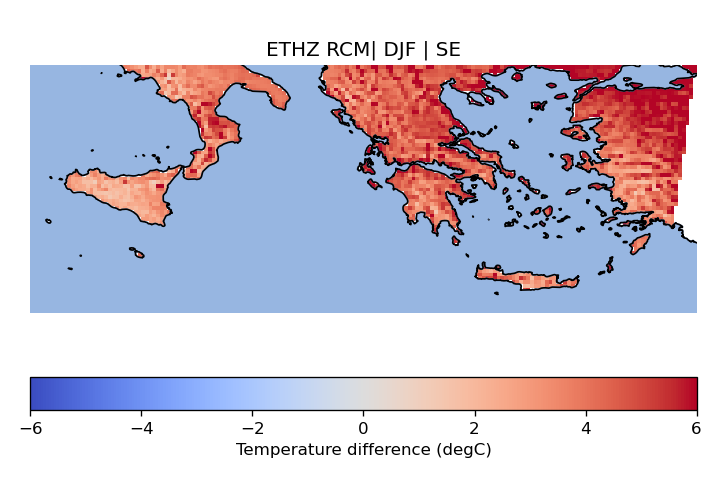 ETHZ RCM| DJF | SE
−6 −4 −2 0 2 4 6
Temperature difference (degC)